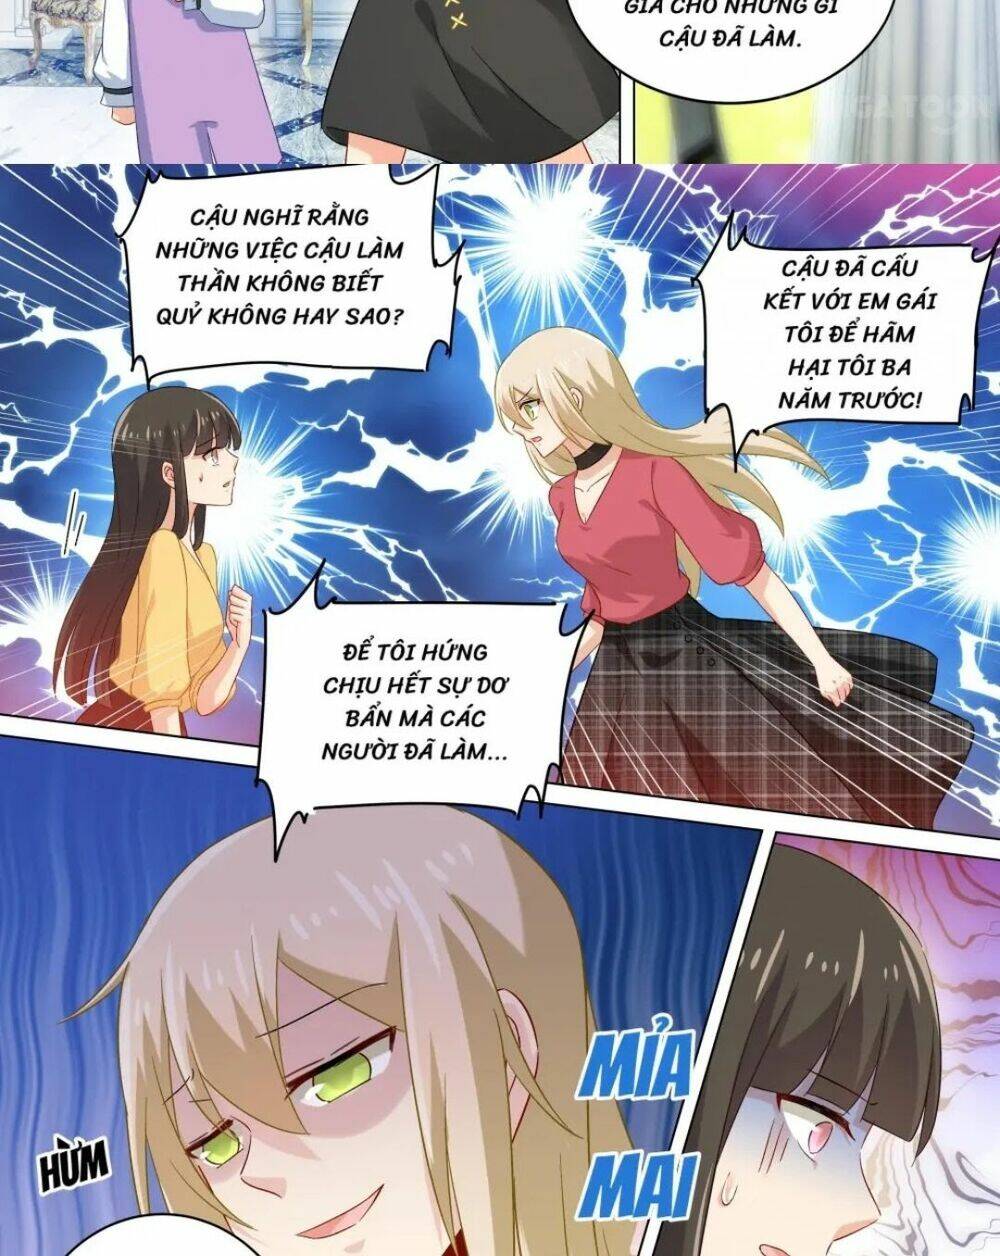 GIÁ CHO NHỮNG GÌ
CẬU ĐÃ LÀM.
CẬU NGHĨ RẰNG
NHỮNG VIỆC CẬU LÀM
THẦN KHÔNG BIẾT
QUỶ KHÔNG HAY SAO?
CẬU ĐÃ CẤU
KẾT VỚI EM GÁI
TÔI ĐỂ HÃM
HẠI TÔI BA
NĂM TRƯỚC!
ĐỂ TÔI HỨNG
CHỊU HẾT SỰ DƠ
BẨN MÀ CÁC
NGƯỜI ĐÃ LÀM...
MỈA
MAI
HỪM